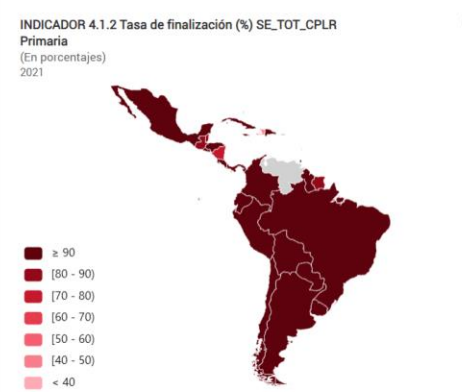 INDICADOR 4.1.2 Tasa de finalización (%) SE_TOT_CPLR
Primaria
(En porcentajes)
2021
≥ 90
[80 - 90)
[70 - 80)
[60 - 70)
[50 - 60)
[40 - 50)
< 40